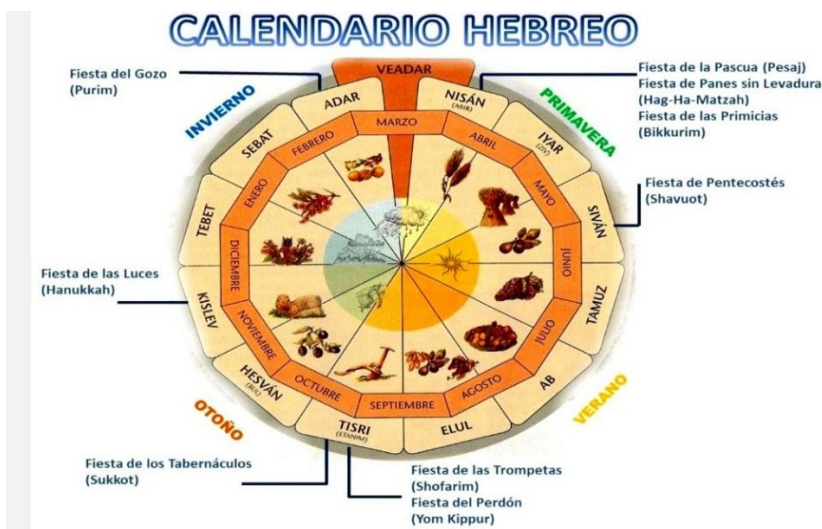 CALENDARIO HEBREO
Fiesta del Gozo
(Purim)
Fiesta de la Pascua (Pesaj)
Fiesta de Panes sin Levadura
(Hag-Ha-Matzah)
Fiesta de las Primicias
(Bikkurim)
Fiesta de Pentecostés
(Shavuot)
Fiesta de las Luces
(Hanukkah)
Fiesta de los Tabernáculos
(Sukkot)
Fiesta de las Trompetas
(Shofarim)
Fiesta del Perdón
(Yom Kippur)
INVIERNO
PRIMAVERA
VERANO
OTOÑO
VEADAR
NISÁN
(ABIB)
IYAR
(ZIV)
SIVÁN
TAMUZ
AB
ELUL
TISRI
(ETANIM)
HESVÁN
(BUL)
KISLEV
TEBET
SEBAT
ADAR
MARZO
ABRIL
MAYO
JUNIO
JULIO
AGOSTO
SEPTIEMBRE
OCTUBRE
NOVIEMBRE
DICIEMBRE
ENERO
FEBRERO